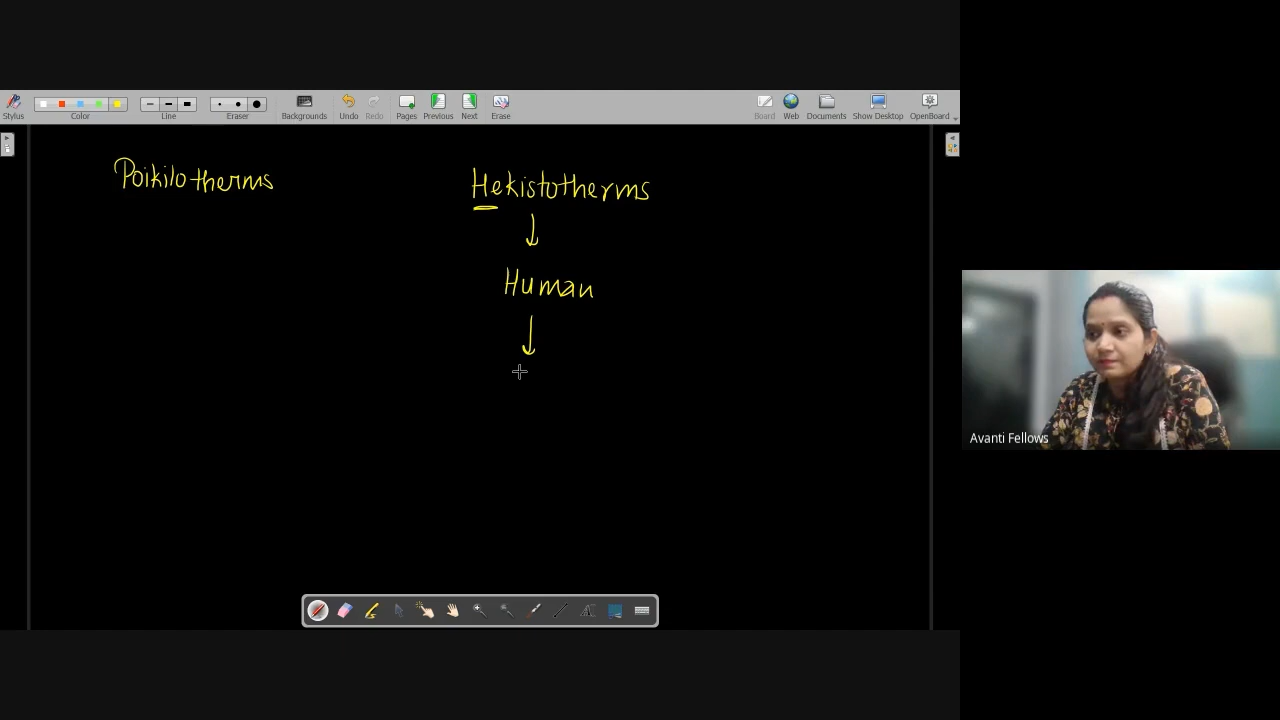 Stylus
Color
Line
Eraser
Backgrounds
Undo
Redo
Pages
Previous
Next
Erase
Board
Web
Documents
Show Desktop
OpenBoard
Poikilotherms
Hekistotherms
Human
Avanti Fellows